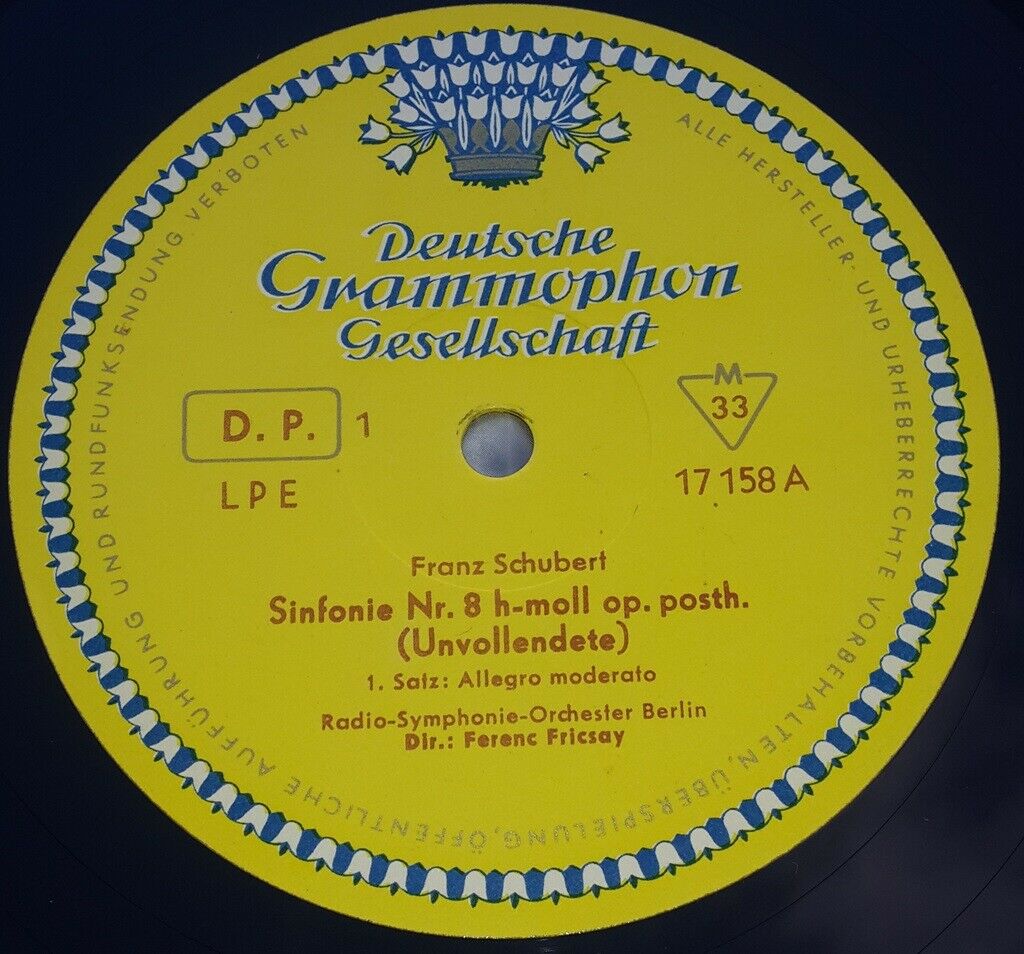 Deutsche
Grammophon
Gesellschaft
D. P. 1
M
33
LPE
17 158 A
Franz Schubert
Sinfonie Nr. 8 h-moll op. posth.
(Unvollendete)
1. Satz: Allegro moderato
Radio-Symphonie-Orchester Berlin
Dir.: Ferenc Fricsay
ALLE HERSTELLER- UND URHEBERRECHTE VORBEHALTEN, ÜBERSPIELUNG, ÖFFENTLICHE AUFFÜHRUNG UND RUNDFUNKSENDUNG VERBOTEN